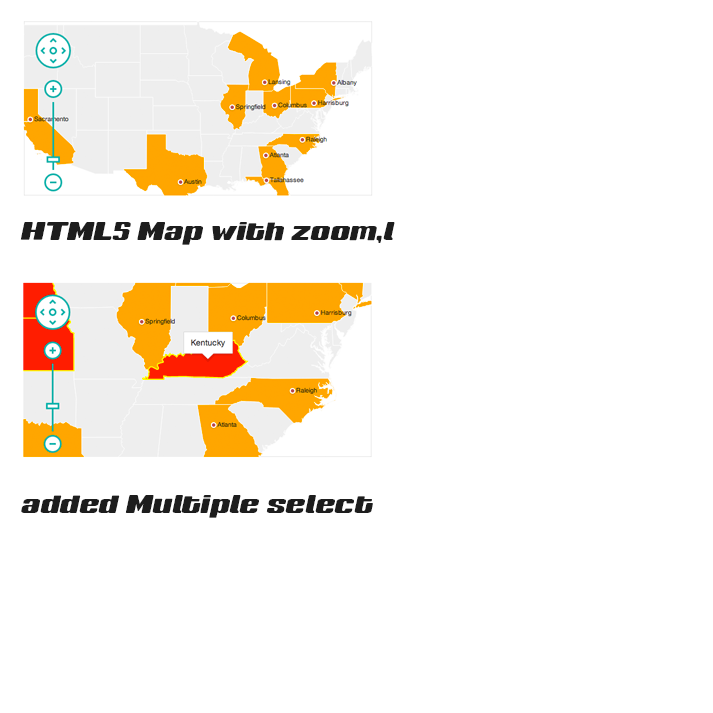 Lansing
Albany
Springfield
Columbus
Harrisburg
Sacramento
Raleigh
Atlanta
Austin
Tallahassee
HTML5 Map with zoom,l
Springfield
Columbus
Harrisburg
Kentucky
Raleigh
Atlanta
added Multiple select